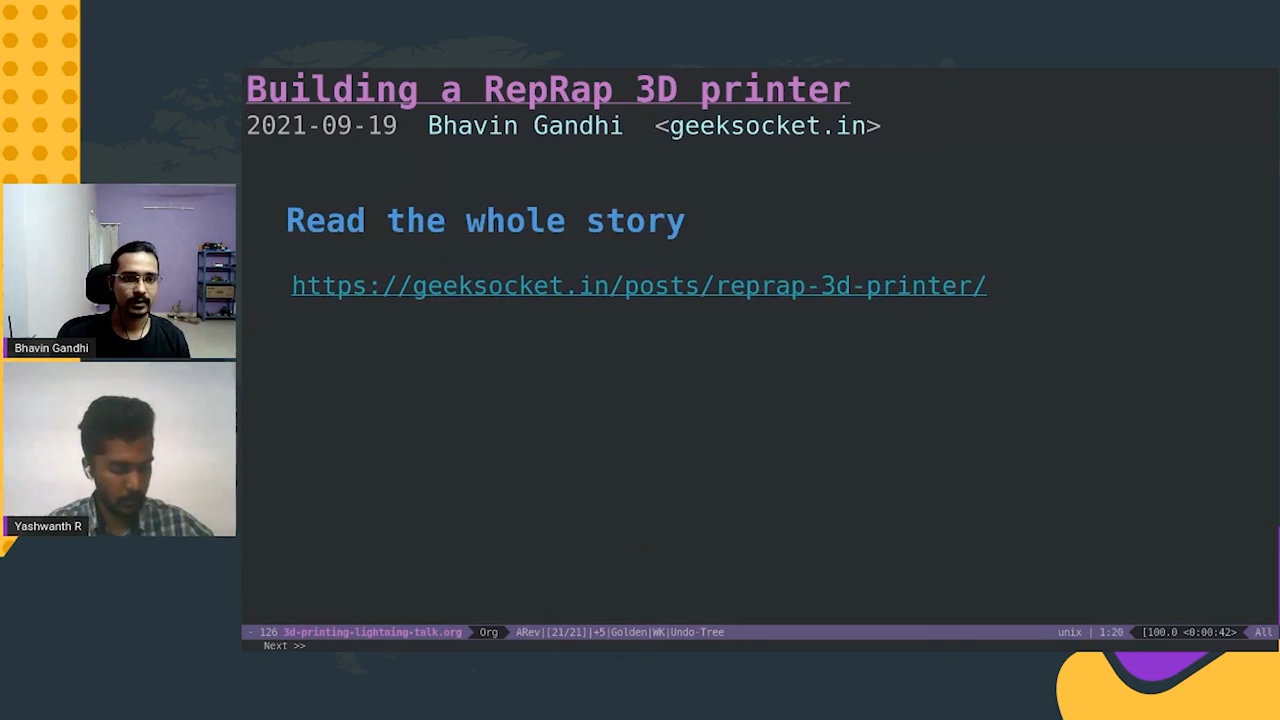 Building a RepRap 3D printer
2021-09-19 Bhavin Gandhi <geeksocket.in>
Read the whole story
https://geeksocket.in/posts/reprap-3d-printer/
Bhavin Gandhi
Yashwanth R
- 126 3d-printing-lightning-talk.org Org ARev|[21/21]|+5|Golden|WK|Undo-Tree unix | 1:20 [100.0 <0:00:42> All
Next >>